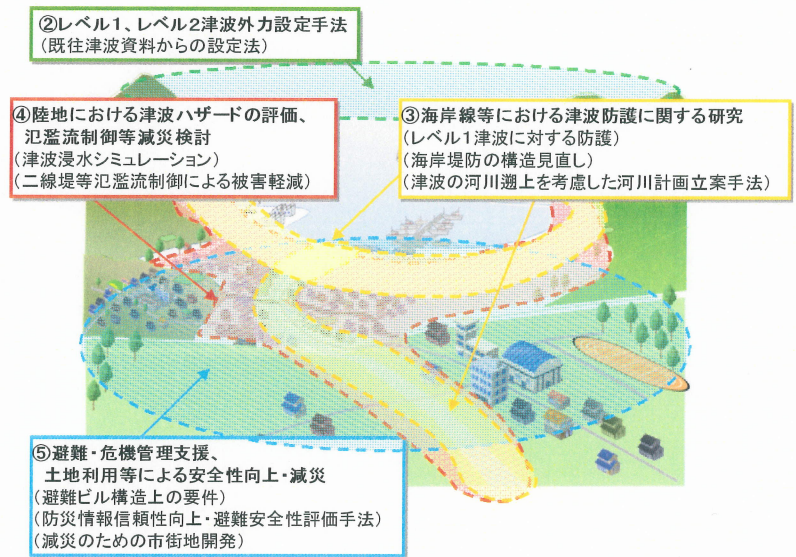 ②レベル1、レベル2津波外力設定手法
(既往津波資料からの設定法)
④陸地における津波ハザードの評価、
氾濫流制御等減災検討
(津波浸水シミュレーション)
(二線堤等氾濫流制御による被害軽減)
③海岸線等における津波防護に関する研究
(レベル1津波に対する防護)
(海岸堤防の構造見直し)
(津波の河川遡上を考慮した河川計画立案手法)
⑤避難・危機管理支援、
土地利用等による安全性向上・減災
(避難ビル構造上の要件)
(防災情報信頼性向上・避難安全性評価手法)
(減災のための市街地開発)